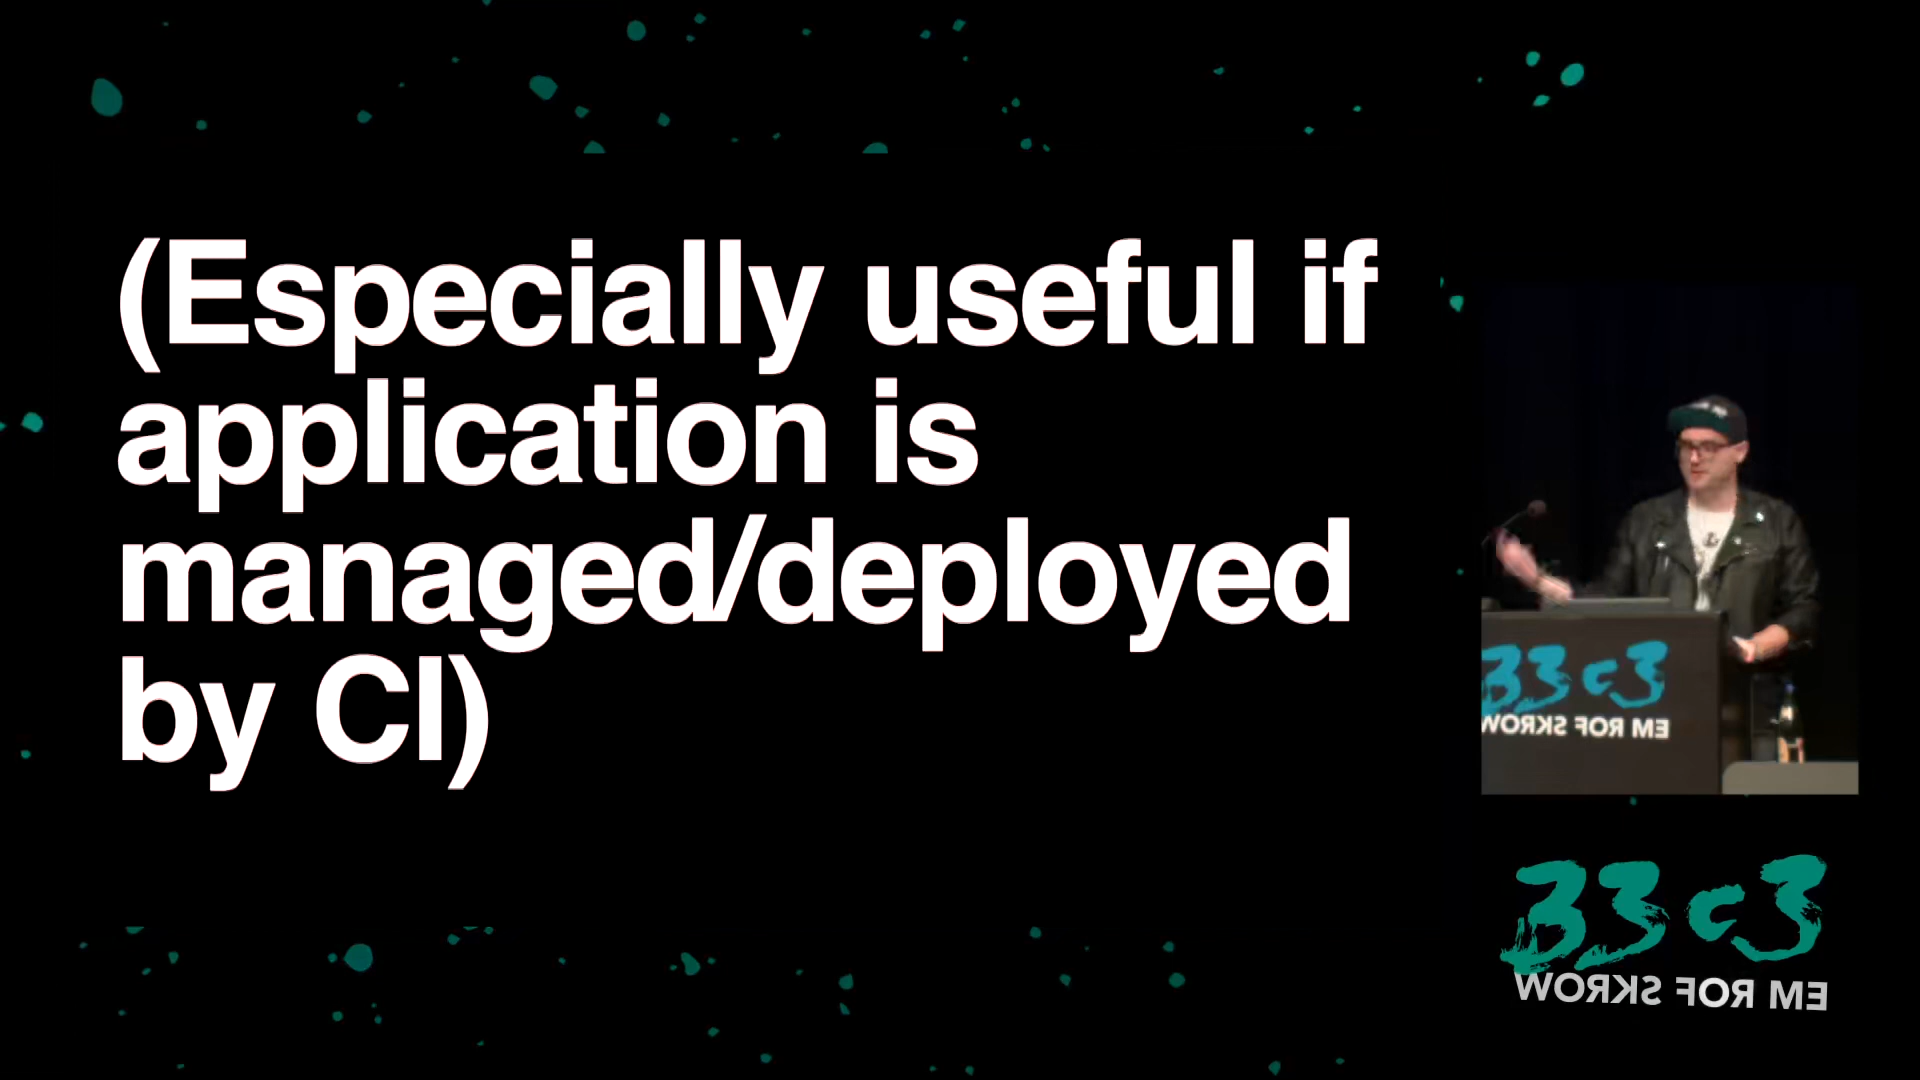 (Especially useful if
application is
managed/deployed
by CI)
33c3
WORKS FOR ME
33c3
WORKS FOR ME